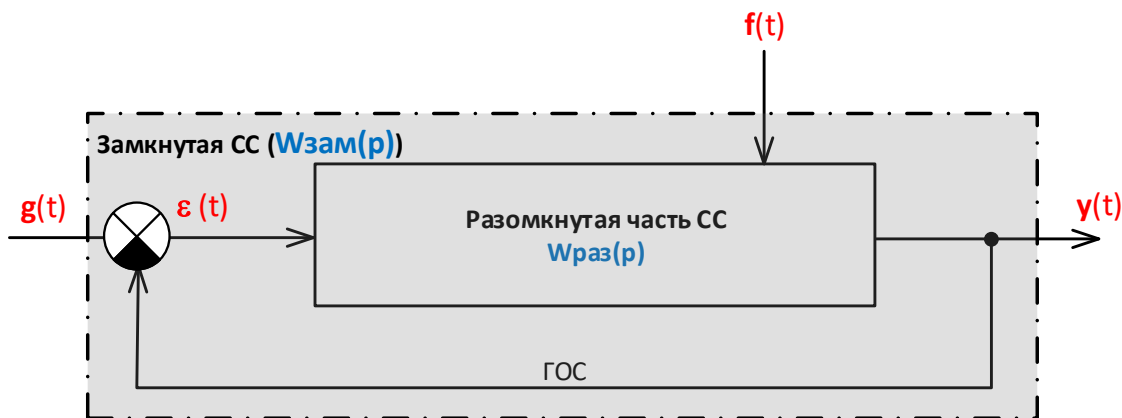 f(t)
Замкнутая СС (Wзам(p))
g(t)
ε (t)
Разомкнутая часть СС
Wраз(p)
y(t)
ГОС